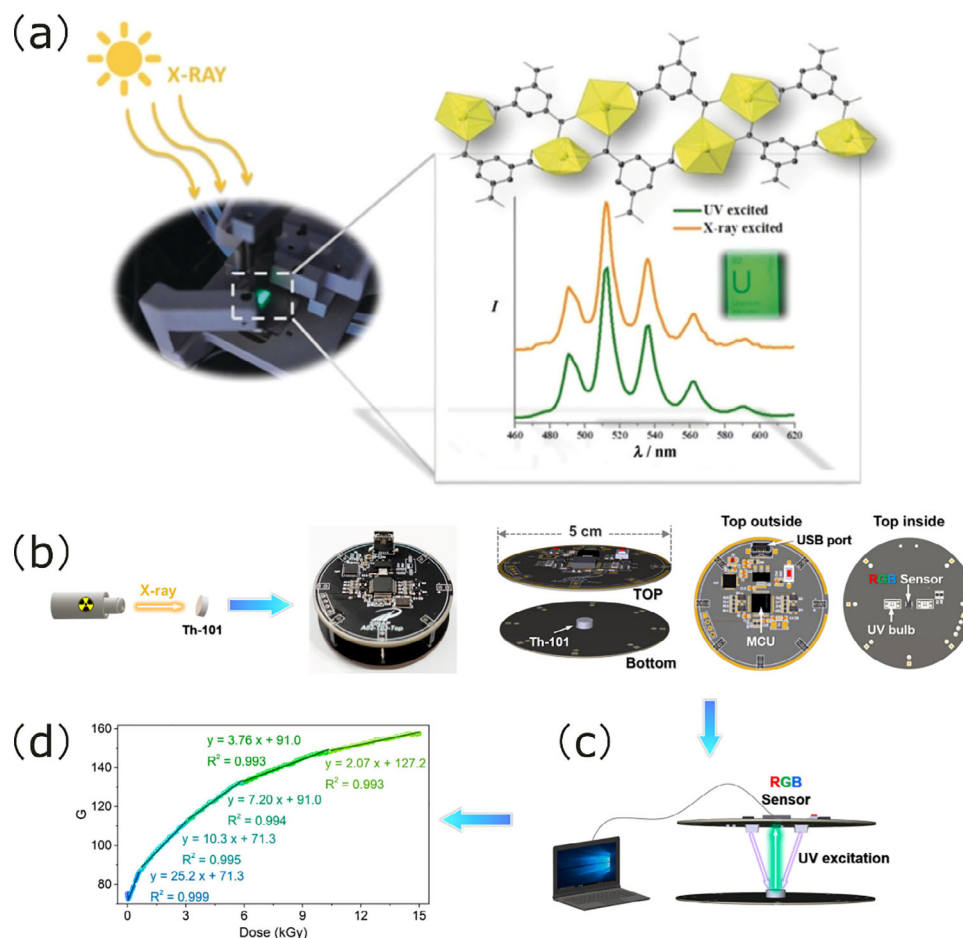 (a)
X-RAY
UV excited
X-ray excited
U
I
460 480 500 520 540 560 580 600 620
λ / nm
(b)
X-ray
Th-101
5 cm
TOP
Th-101
Bottom
Top outside
USB port
MCU
Top inside
RGB Sensor
UV bulb
(c)
RGB
Sensor
UV excitation
(d)
160
140
120
100
80
G
y = 3.76 x + 91.0
R² = 0.993
y = 2.07 x + 127.2
R² = 0.993
y = 7.20 x + 91.0
R² = 0.994
y = 10.3 x + 71.3
R² = 0.995
y = 25.2 x + 71.3
R² = 0.999
0 3 6 9 12 15
Dose (kGy)